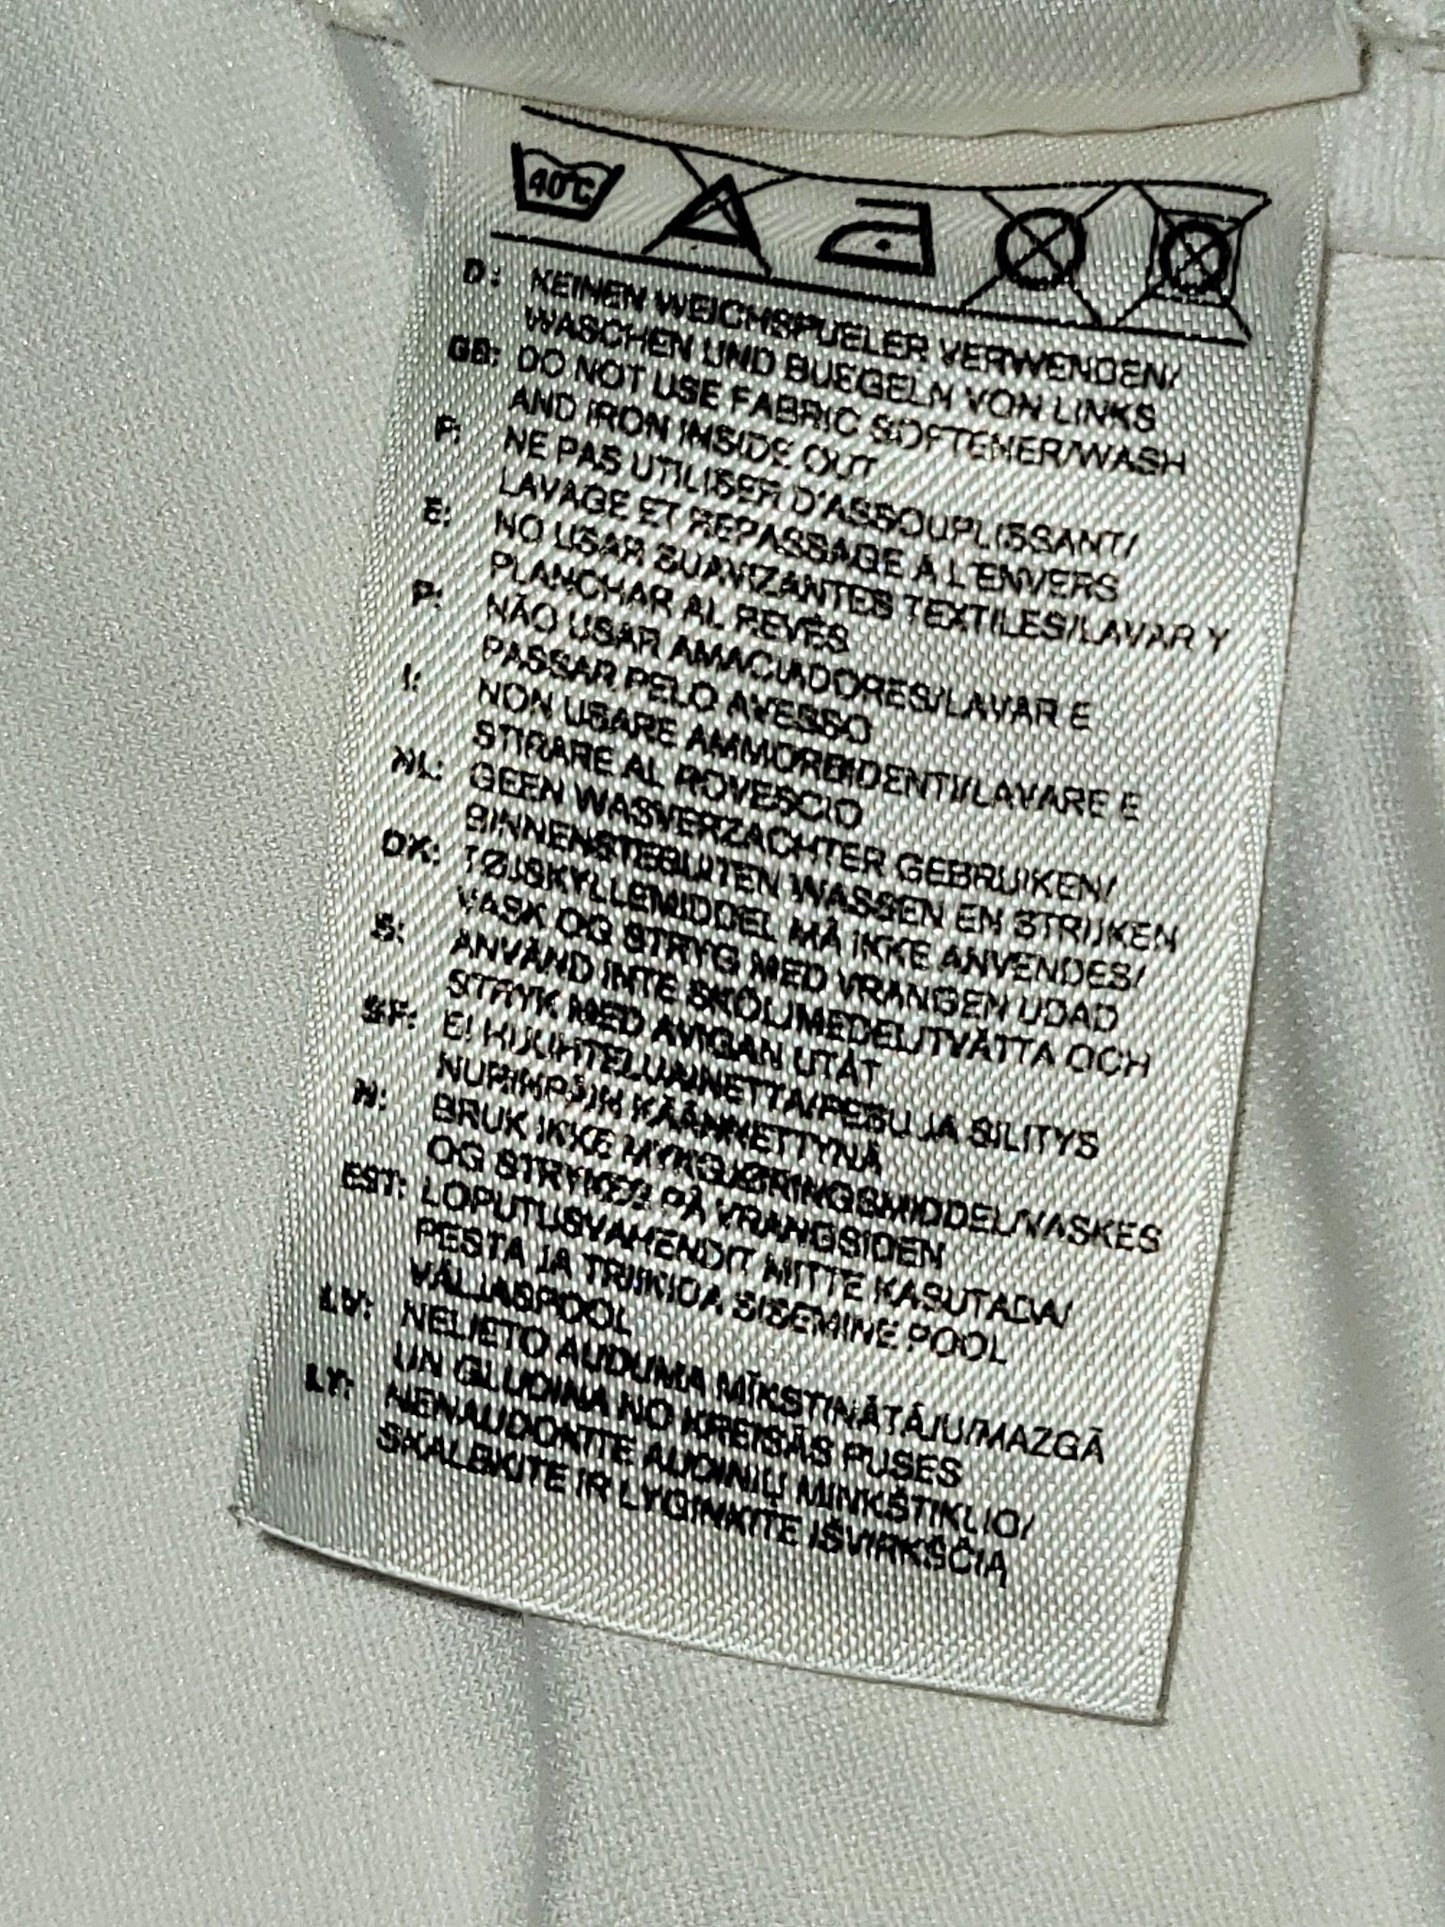 40°C
D: KEINEN WEICHSPUELER VERWENDEN/
WASCHEN UND BUEGELN VON LINKS
GB: DO NOT USE FABRIC SOFTENER/WASH
AND IRON INSIDE OUT
F: NE PAS UTILISER D'ASSOUPLISSANT/
LAVAGE ET REPASSAGE A L'ENVERS
E: NO USAR SUAVIZANTES TEXTILES/LAVAR Y
PLANCHAR AL REVÉS
P: NÃO USAR AMACIADORES/LAVAR E
PASSAR PELO AVESSO
I: NON USARE AMMORBIDENTI/LAVARE E
STIRARE AL ROVESCIO
NL: GEEN WASVERZACHTER GEBRUIKEN/
BINNENSTEBUITEN WASSEN EN STRIJKEN
DK: TØJSKYLLEMIDDEL MÅ IKKE ANVENDES/
VASK OG STRYG MED VRANGEN UDAD
S: ANVÄND INTE SKÖLJMEDEL/TVÄTTA OCH
STRYK MED AVIGAN UTÅT
SF: EI HUUHTELUAINETTA/PESU JA SILITYS
NURINPÄIN KÄÄNNETTYNÄ
N: BRUK IKKE MYKGJØRINGSMIDDEL/VASKES
OG STRYKES PÅ VRANGSIDEN
EST: LOPUTUSVAHENDIT MITTE KASUTADA/
PESTA JA TRIIKIDA SISEMINE POOL
VÄLJASPOOL
LV: NELIETO AUDUMA MĪKSTINĀTĀJU/MAZGĀ
UN GLUDINA NO KREISĀS PUSES
LT: NENAUDOKITE AUDINIŲ MINKŠTIKLIO/
SKALBKITE IR LYGINKITE IŠVIRKŠČIĄ